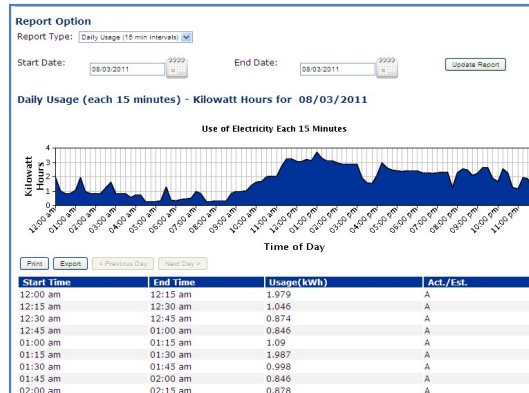 Report Option
Report Type: Daily Usage (15 min intervals)
Start Date: 08/03/2011 End Date: 08/03/2011 Update Report
Daily Usage (each 15 minutes) - Kilowatt Hours for 08/03/2011
Use of Electricity Each 15 Minutes
Kilowatt Hours
4
3
2
1
0
12:00 am 01:00 am 02:00 am 03:00 am 04:00 am 05:00 am 06:00 am 07:00 am 08:00 am 09:00 am 10:00 am 11:00 am 12:00 pm 01:00 pm 02:00 pm 03:00 pm 04:00 pm 05:00 pm 06:00 pm 07:00 pm 08:00 pm 09:00 pm 10:00 pm 11:00 pm
Time of Day
Print Export < Previous Day Next Day >
Start Time End Time Usage(kWh) Act./Est.
12:00 am 12:15 am 1.979 A
12:15 am 12:30 am 1.046 A
12:30 am 12:45 am 0.874 A
12:45 am 01:00 am 0.846 A
01:00 am 01:15 am 1.09 A
01:15 am 01:30 am 1.987 A
01:30 am 01:45 am 0.998 A
01:45 am 02:00 am 0.846 A
02:00 am 02:15 am 0.878 A